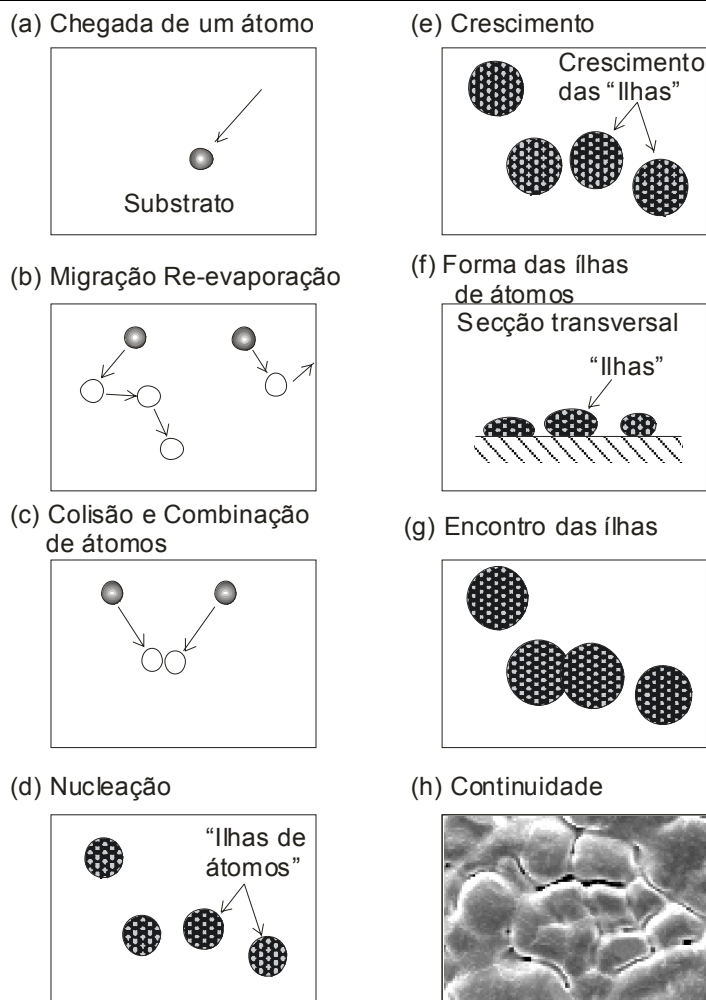 (a) Chegada de um átomo
Substrato
(b) Migração Re-evaporação
(c) Colisão e Combinação
de átomos
(d) Nucleação
“Ilhas de
átomos”
(e) Crescimento
Crescimento
das “Ilhas”
(f) Forma das ílhas
de átomos
Secção transversal
“Ilhas”
(g) Encontro das ílhas
(h) Continuidade